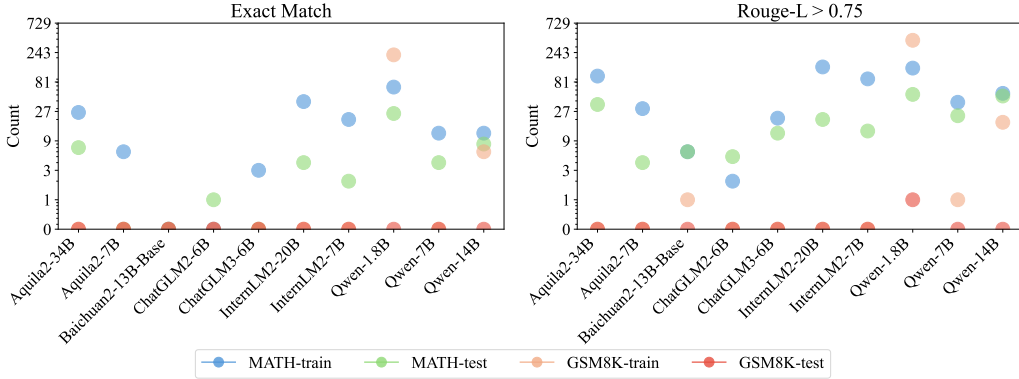 Exact Match
Count
729
243
81
27
9
3
1
0
Aquila2-34B
Aquila2-7B
Baichuan2-13B-Base
ChatGLM2-6B
ChatGLM3-6B
InternLM2-20B
InternLM2-7B
Qwen-1.8B
Qwen-7B
Qwen-14B
Rouge-L > 0.75
Count
729
243
81
27
9
3
1
0
Aquila2-34B
Aquila2-7B
Baichuan2-13B-Base
ChatGLM2-6B
ChatGLM3-6B
InternLM2-20B
InternLM2-7B
Qwen-1.8B
Qwen-7B
Qwen-14B
MATH-train MATH-test GSM8K-train GSM8K-test